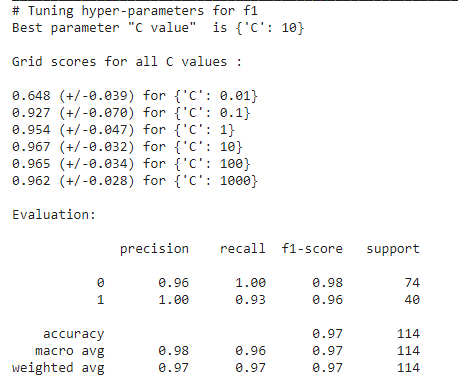 # Tuning hyper-parameters for f1
Best parameter "C value"  is {'C': 10}
Grid scores for all C values :
0.648 (+/-0.039) for {'C': 0.01}
0.927 (+/-0.070) for {'C': 0.1}
0.954 (+/-0.047) for {'C': 1}
0.967 (+/-0.032) for {'C': 10}
0.965 (+/-0.034) for {'C': 100}
0.962 (+/-0.028) for {'C': 1000}
Evaluation:
precision recall f1-score support
0 0.96 1.00 0.98 74
1 1.00 0.93 0.96 40
accuracy 0.97 114
macro avg 0.98 0.96 0.97 114
weighted avg 0.97 0.97 0.97 114